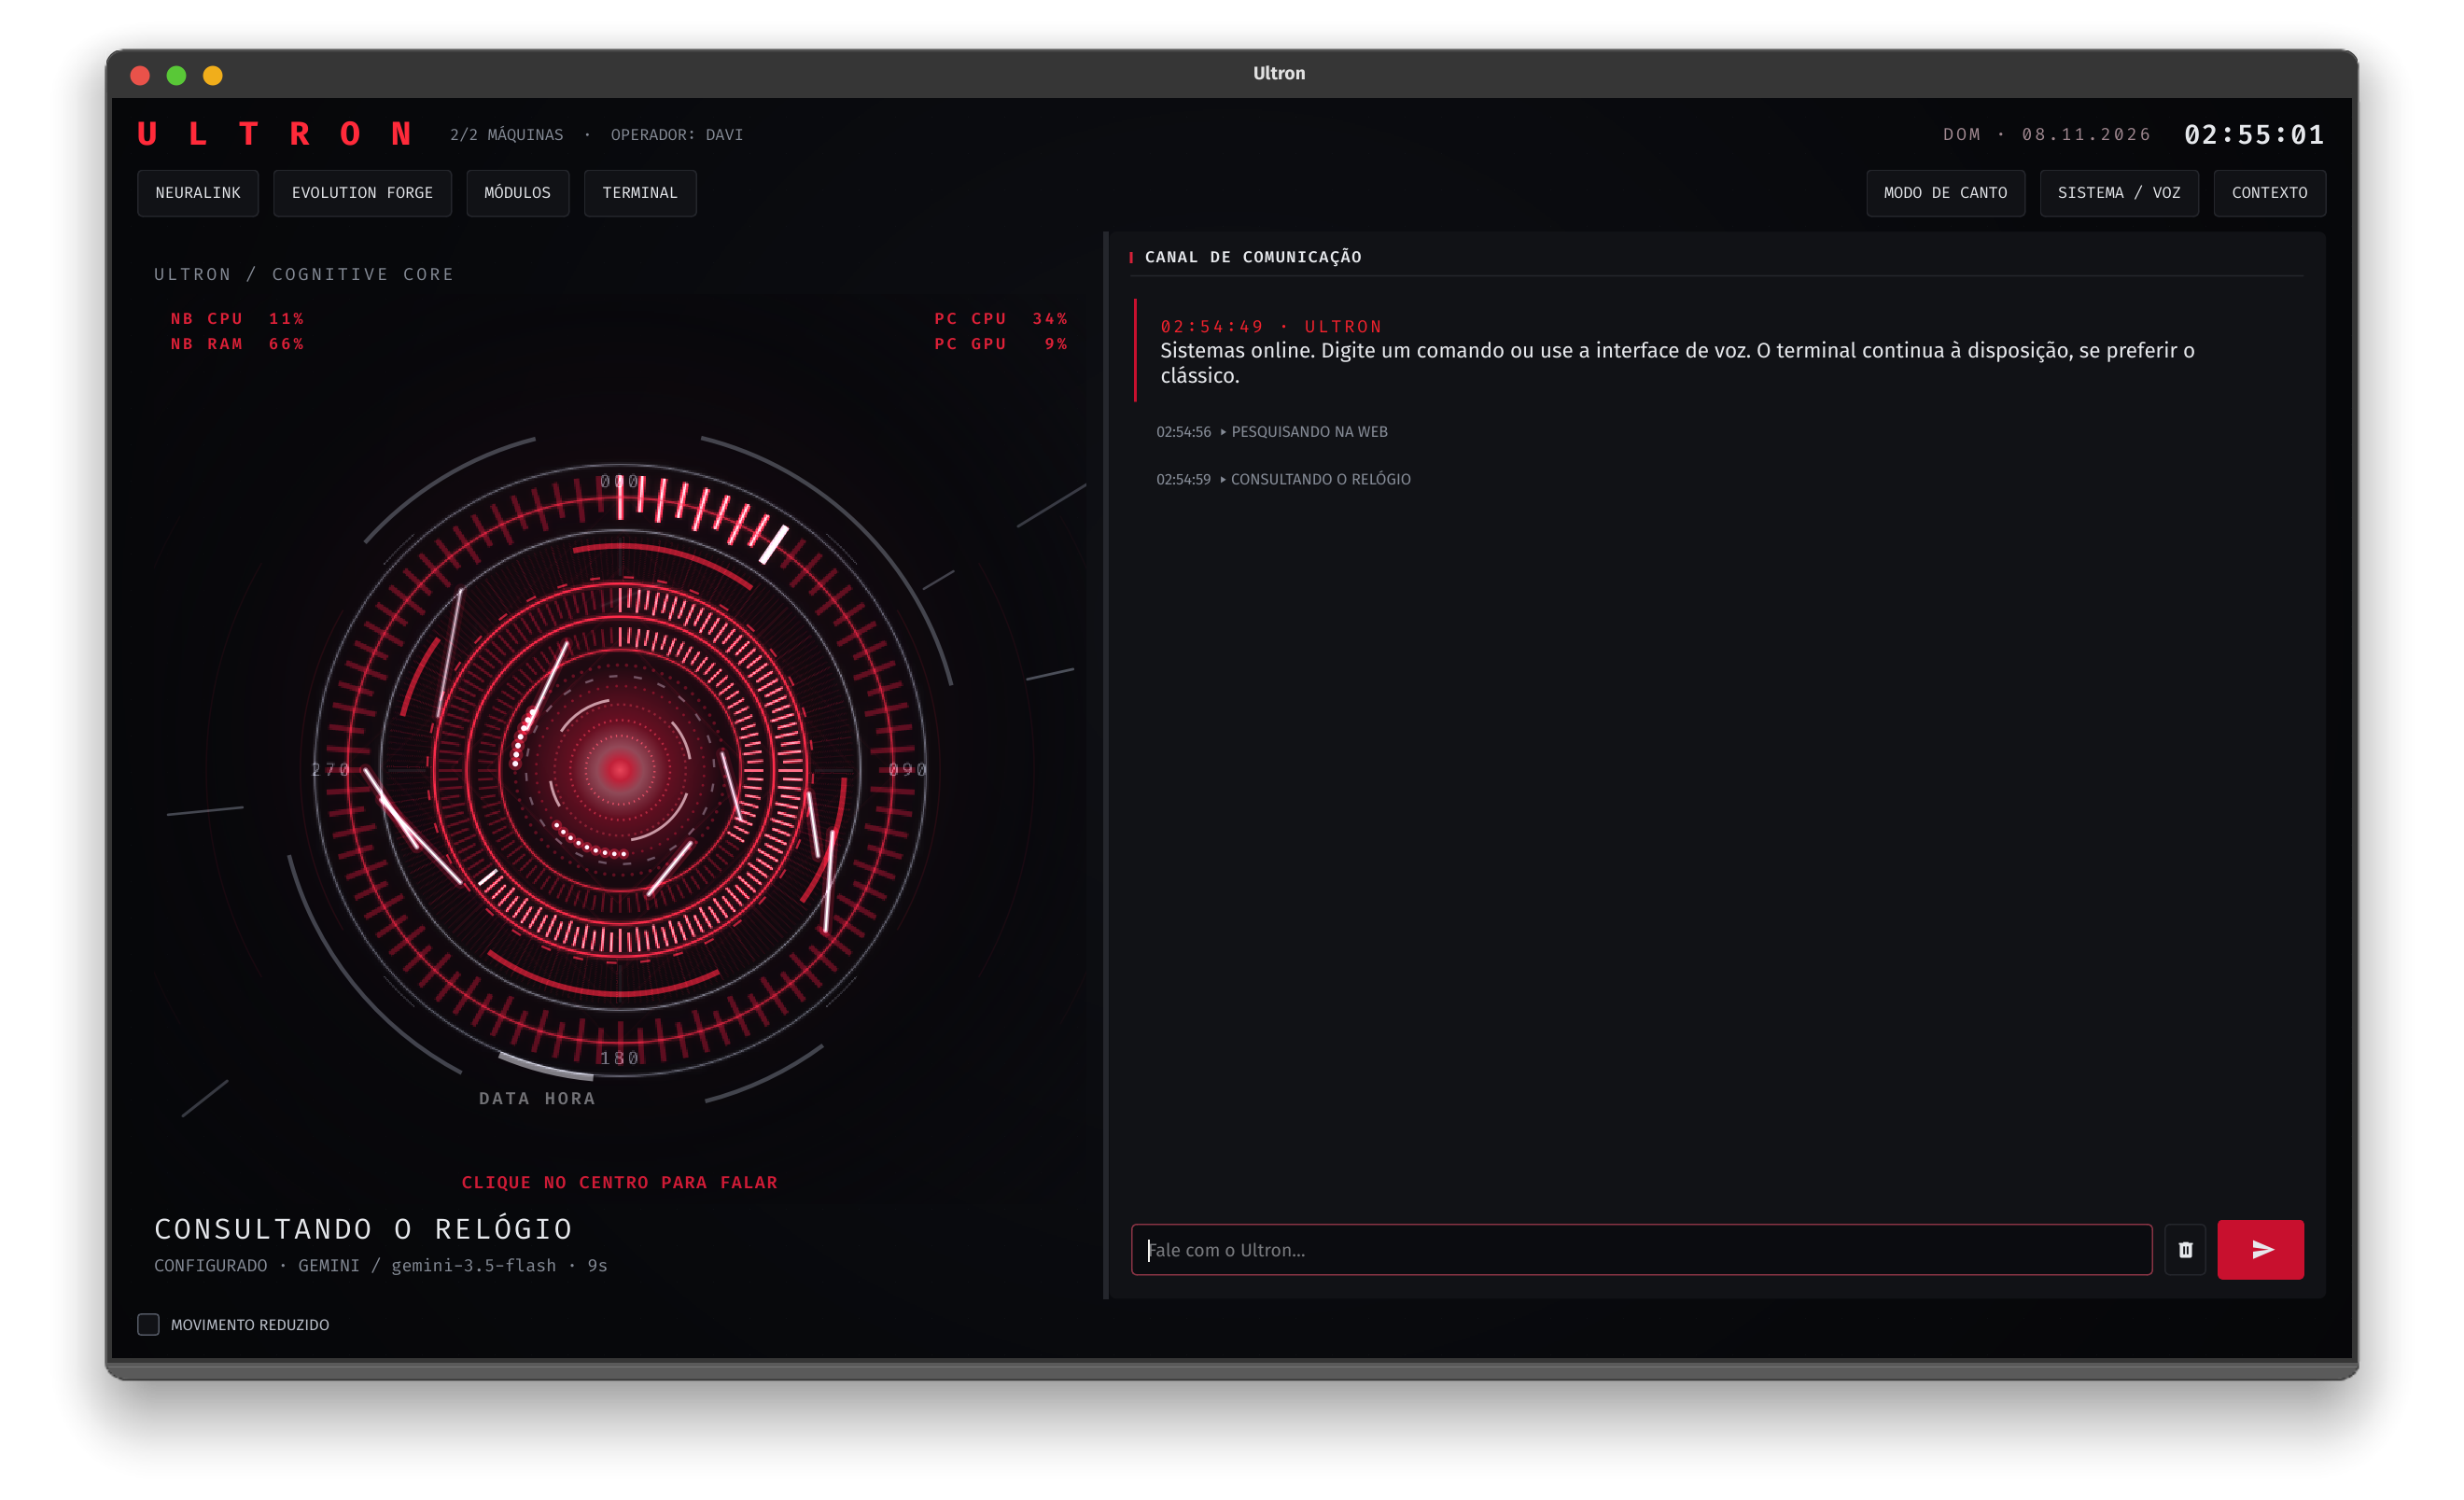 Ultron
ULTRON 2/2 MÁQUINAS · OPERADOR: DAVI DOM · 08.11.2026 02:55:01
NEURALINK EVOLUTION FORGE MÓDULOS TERMINAL MODO DE CANTO SISTEMA / VOZ CONTEXTO
ULTRON / COGNITIVE CORE
NB CPU 11% PC CPU 34%
NB RAM 66% PC GPU 9%
000
270 090
180
DATA HORA
CLIQUE NO CENTRO PARA FALAR
CONSULTANDO O RELÓGIO
CONFIGURADO · GEMINI / gemini-3.5-flash · 9s
MOVIMENTO REDUZIDO
CANAL DE COMUNICAÇÃO
02:54:49 · ULTRON
Sistemas online. Digite um comando ou use a interface de voz. O terminal continua à disposição, se preferir o
clássico.
02:54:56 ▸ PESQUISANDO NA WEB
02:54:59 ▸ CONSULTANDO O RELÓGIO
Fale com o Ultron...